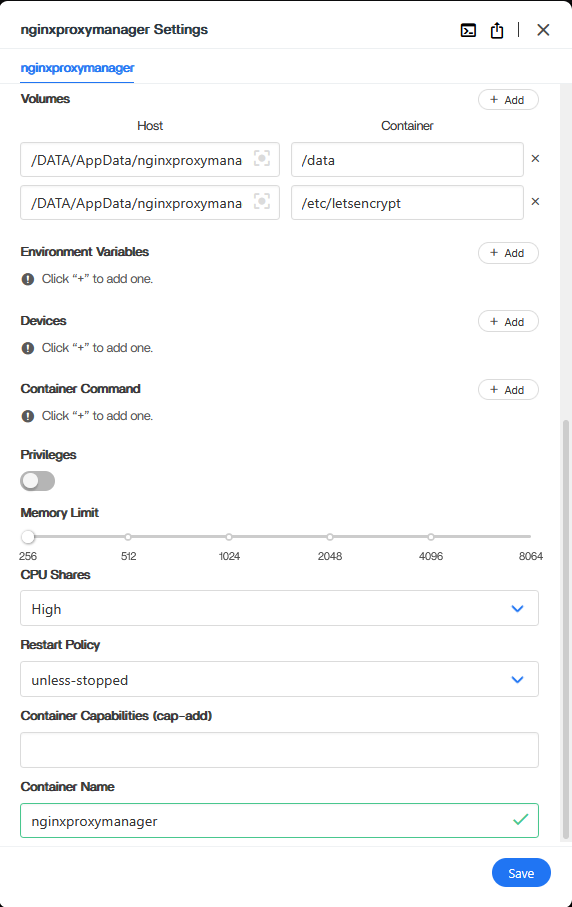 nginxproxymanager Settings
nginxproxymanager
Volumes
+ Add
Host Container
/DATA/AppData/nginxproxymana /data ×
/DATA/AppData/nginxproxymana /etc/letsencrypt ×
Environment Variables
+ Add
Click “+” to add one.
Devices
+ Add
Click “+” to add one.
Container Command
+ Add
Click “+” to add one.
Privileges
Memory Limit
256 512 1024 2048 4096 8064
CPU Shares
High
Restart Policy
unless-stopped
Container Capabilities (cap-add)
Container Name
nginxproxymanager
Save